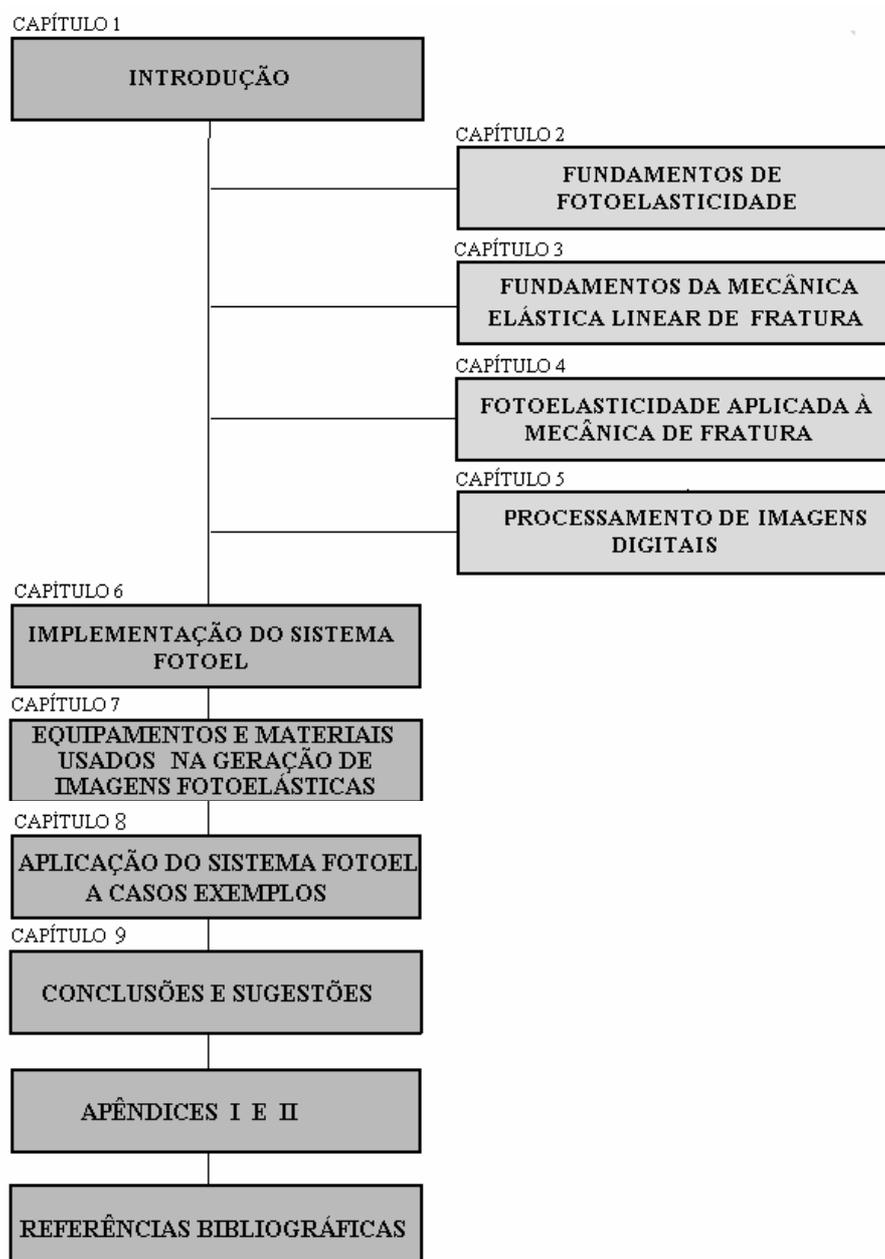 CAPÍTULO 1
INTRODUÇÃO
CAPÍTULO 2
FUNDAMENTOS DE
FOTOELASTICIDADE
CAPÍTULO 3
FUNDAMENTOS DA MECÂNICA
ELÁSTICA LINEAR DE FRATURA
CAPÍTULO 4
FOTOELASTICIDADE APLICADA À
MECÂNICA DE FRATURA
CAPÍTULO 5
PROCESSAMENTO DE IMAGENS
DIGITAIS
CAPÍTULO 6
IMPLEMENTAÇÃO DO SISTEMA
FOTOEL
CAPÍTULO 7
EQUIPAMENTOS E MATERIAIS
USADOS NA GERAÇÃO DE
IMAGENS FOTOELÁSTICAS
CAPÍTULO 8
APLICAÇÃO DO SISTEMA FOTOEL
A CASOS EXEMPLOS
CAPÍTULO 9
CONCLUSÕES E SUGESTÕES
APÊNDICES I E II
REFERÊNCIAS BIBLIOGRÁFICAS